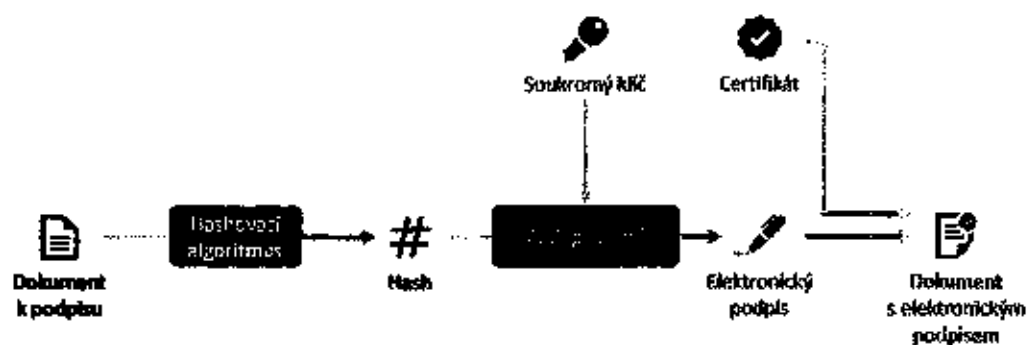 Soukromý klíč
Certifikát
Hashovací
algoritmus
Dokument
k podpisu
Hash
Elektronický
podpis
Dokument
s elektronickým
podpisem